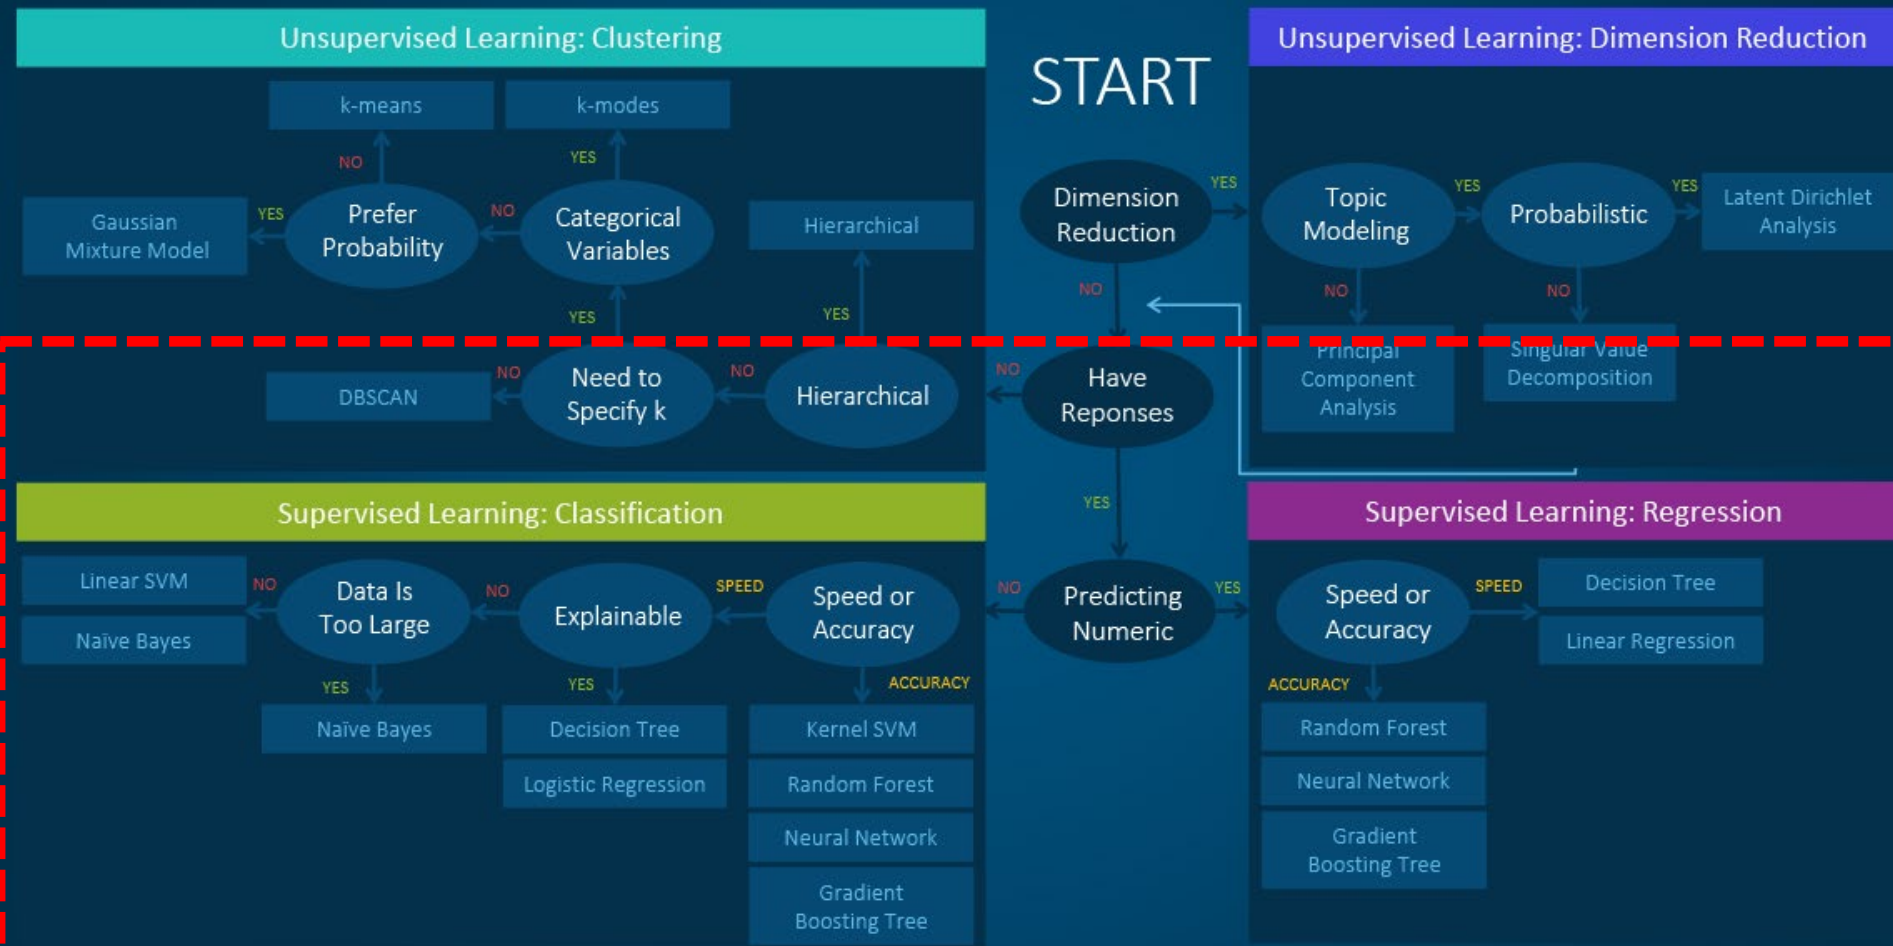 Unsupervised Learning: Clustering
k-means
k-modes
NO
YES
Gaussian
Mixture Model
YES
Prefer
Probability
NO
Categorical
Variables
Hierarchical
YES
YES
DBSCAN
NO
Need to
Specify k
NO
Hierarchical
START
Dimension
Reduction
YES
NO
NO
Have
Reponses
YES
NO
Predicting
Numeric
YES
Unsupervised Learning: Dimension Reduction
Topic
Modeling
YES
Probabilistic
YES
Latent Dirichlet
Analysis
NO
NO
Principal
Component
Analysis
Singular Value
Decomposition
Supervised Learning: Classification
Linear SVM
Naïve Bayes
NO
Data Is
Too Large
NO
Explainable
SPEED
Speed or
Accuracy
YES
YES
ACCURACY
Naïve Bayes
Decision Tree
Logistic Regression
Kernel SVM
Random Forest
Neural Network
Gradient
Boosting Tree
Supervised Learning: Regression
Speed or
Accuracy
SPEED
Decision Tree
Linear Regression
ACCURACY
Random Forest
Neural Network
Gradient
Boosting Tree